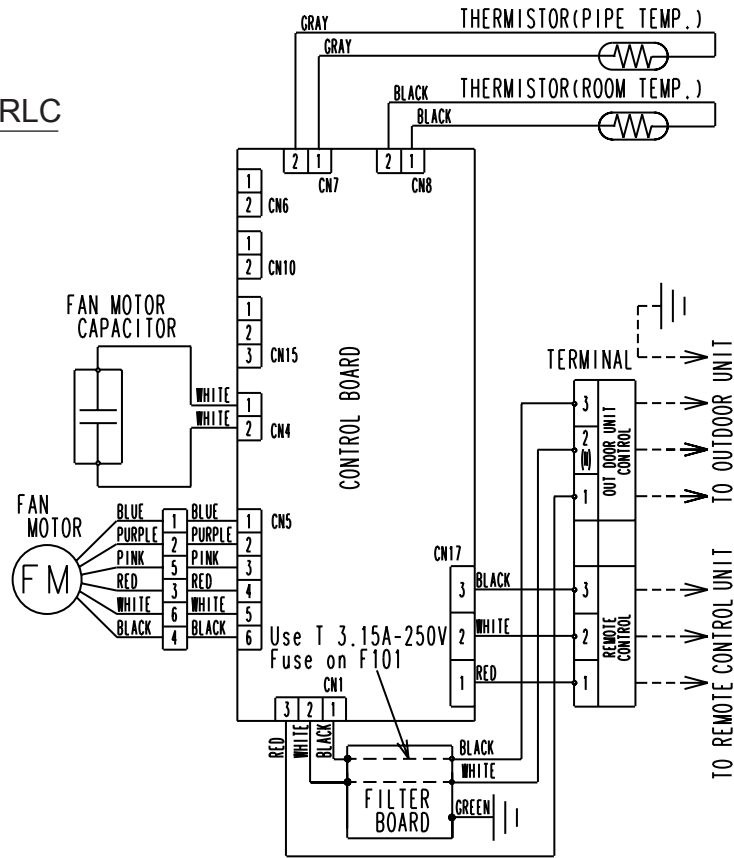 RLC
GRAY
THERMISTOR(PIPE TEMP.)
GRAY
BLACK
THERMISTOR(ROOM TEMP.)
BLACK
2 1
CN7
2 1
CN8
1
2 CN6
1
2 CN10
1
2
3 CN15
FAN MOTOR
CAPACITOR
WHITE
WHITE
1
2 CN4
CONTROL BOARD
TERMINAL
3
2
(N)
1
OUT DOOR UNIT
CONTROL
TO OUTDOOR UNIT
FAN
MOTOR
FM
BLUE 1 BLUE 1 CN5
PURPLE 2 PURPLE 2
PINK 5 PINK 3
RED 3 RED 4
WHITE 6 WHITE 5
BLACK 4 BLACK 6
CN17
3 BLACK 3
2 WHITE 2
1 RED 1
REMOTE
CONTROL
TO REMOTE CONTROL UNIT
Use T 3.15A-250V
Fuse on F101
CN1
3 2 1
RED
WHITE
BLACK
BLACK
WHITE
GREEN
FILTER
BOARD